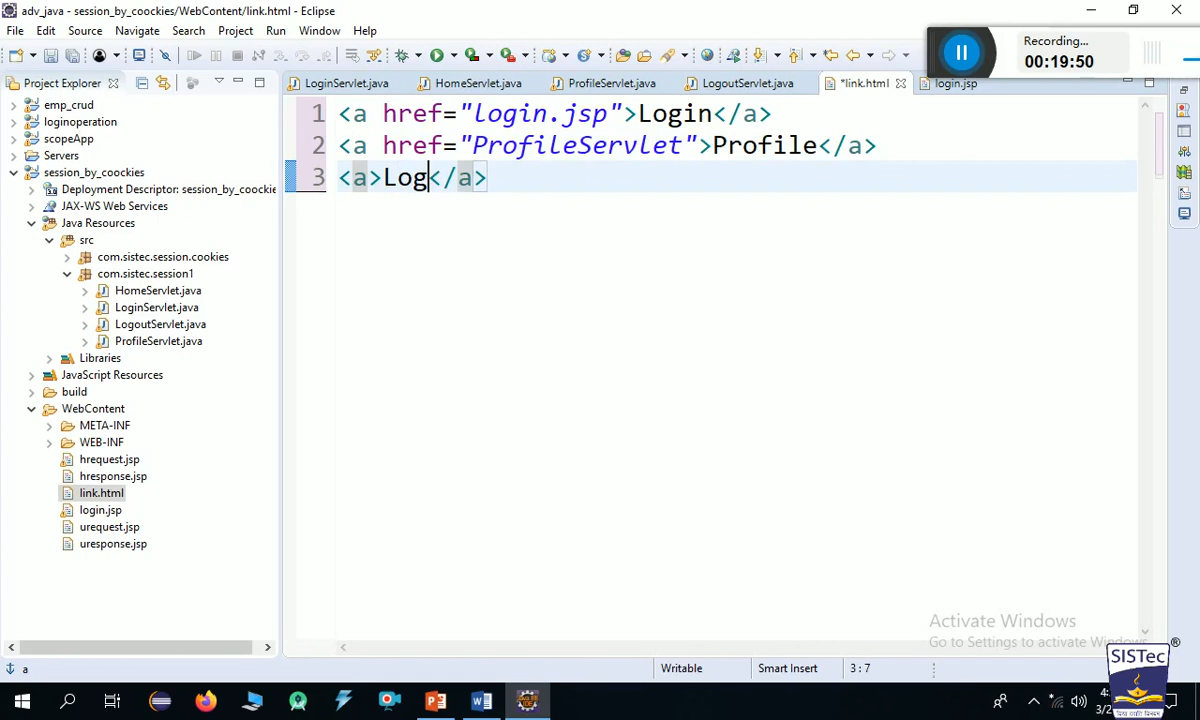 adv_java - session_by_coockies/WebContent/link.html - Eclipse
File Edit Source Navigate Search Project Run Window Help
Recording...
00:19:50
Project Explorer
LoginServlet.java
HomeServlet.java
ProfileServlet.java
LogoutServlet.java
*link.html
login.jsp
emp_crud
loginoperation
scopeApp
Servers
session_by_coockies
Deployment Descriptor: session_by_coockie
JAX-WS Web Services
Java Resources
src
com.sistec.session.cookies
com.sistec.session1
HomeServlet.java
LoginServlet.java
LogoutServlet.java
ProfileServlet.java
Libraries
JavaScript Resources
build
WebContent
META-INF
WEB-INF
hrequest.jsp
hresponse.jsp
link.html
login.jsp
urequest.jsp
uresponse.jsp
1 <a href="login.jsp">Login</a>
2 <a href="ProfileServlet">Profile</a>
3 <a>Log</a>
Activate Windows
Go to Settings to activate Windows.
SISTec
®
a
Writable
Smart Insert
3 : 7